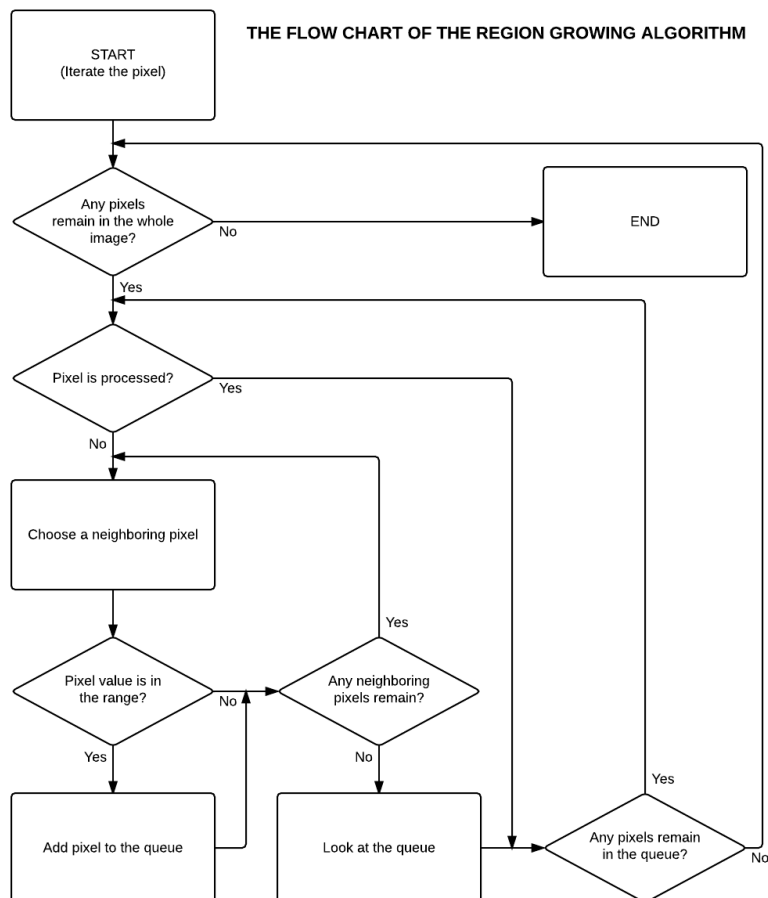 THE FLOW CHART OF THE REGION GROWING ALGORITHM
START
(Iterate the pixel)
Any pixels
remain in the whole
image?
No
END
Yes
Pixel is processed?
Yes
No
Choose a neighboring pixel
Yes
Pixel value is in
the range?
No
Any neighboring
pixels remain?
Yes
No
Yes
Add pixel to the queue
Look at the queue
Any pixels remain
in the queue?
No